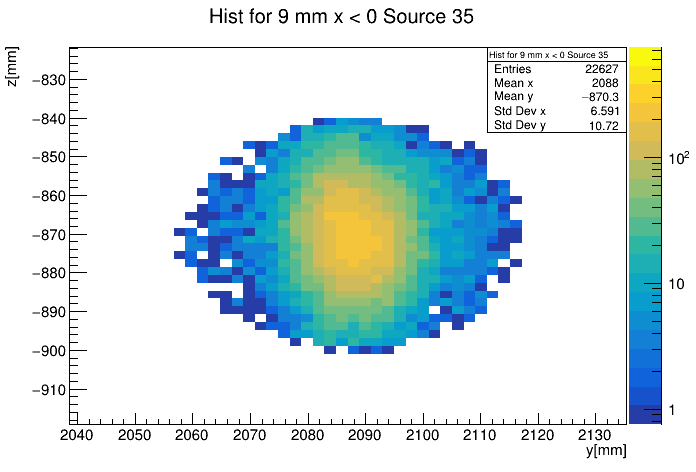 Hist for 9 mm x < 0 Source 35
z[mm]
Hist for 9 mm x < 0 Source 35
Entries 22627
Mean x 2088
Mean y −870.3
Std Dev x 6.591
Std Dev y 10.72
−830
−840
−850
−860
−870
−880
−890
−900
−910
10²
10
1
2040 2050 2060 2070 2080 2090 2100 2110 2120 2130
y[mm]